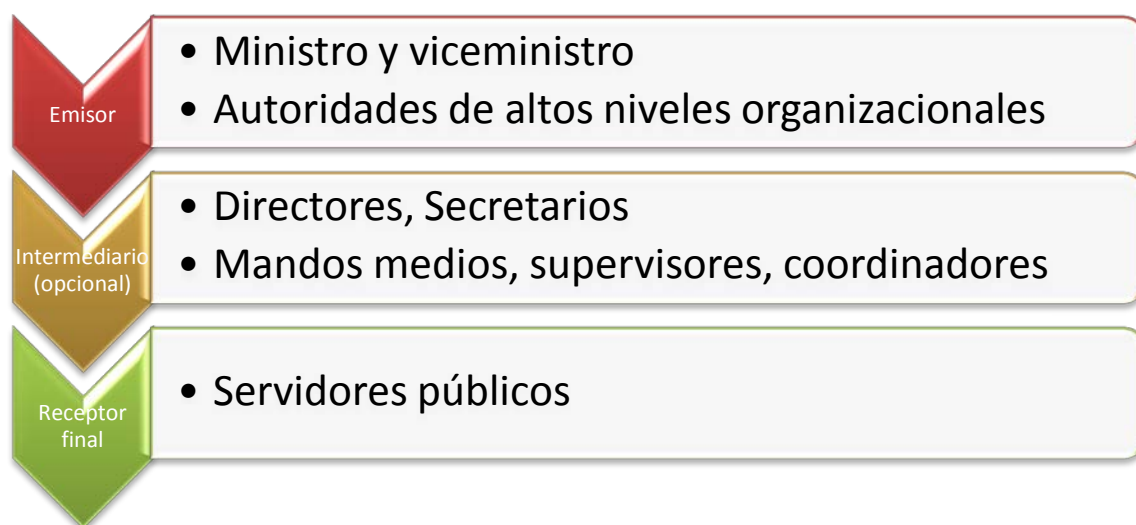 Emisor
• Ministro y viceministro
• Autoridades de altos niveles organizacionales
Intermediario
(opcional)
• Directores, Secretarios
• Mandos medios, supervisores, coordinadores
Receptor
final
• Servidores públicos